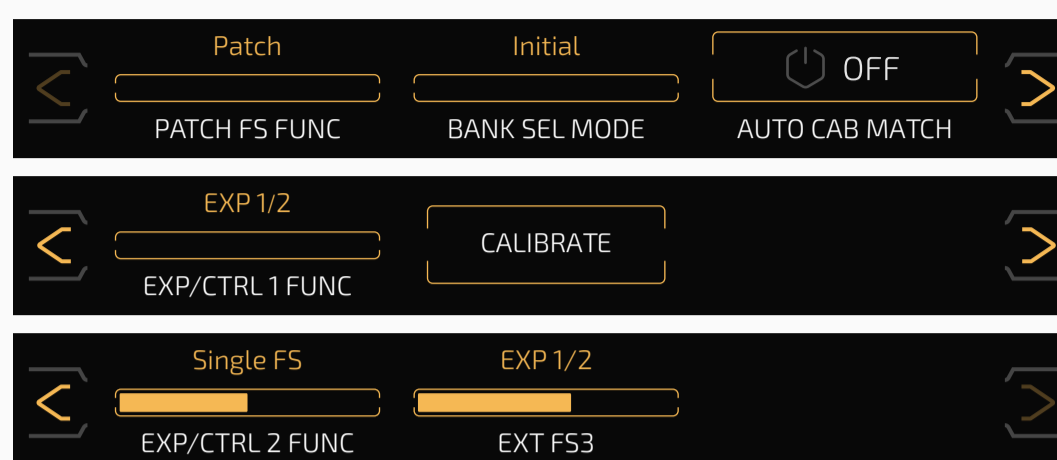 Patch Initial
OFF
PATCH FS FUNC BANK SEL MODE AUTO CAB MATCH
EXP 1/2
CALIBRATE
EXP/CTRL 1 FUNC
Single FS EXP 1/2
EXP/CTRL 2 FUNC EXT FS3